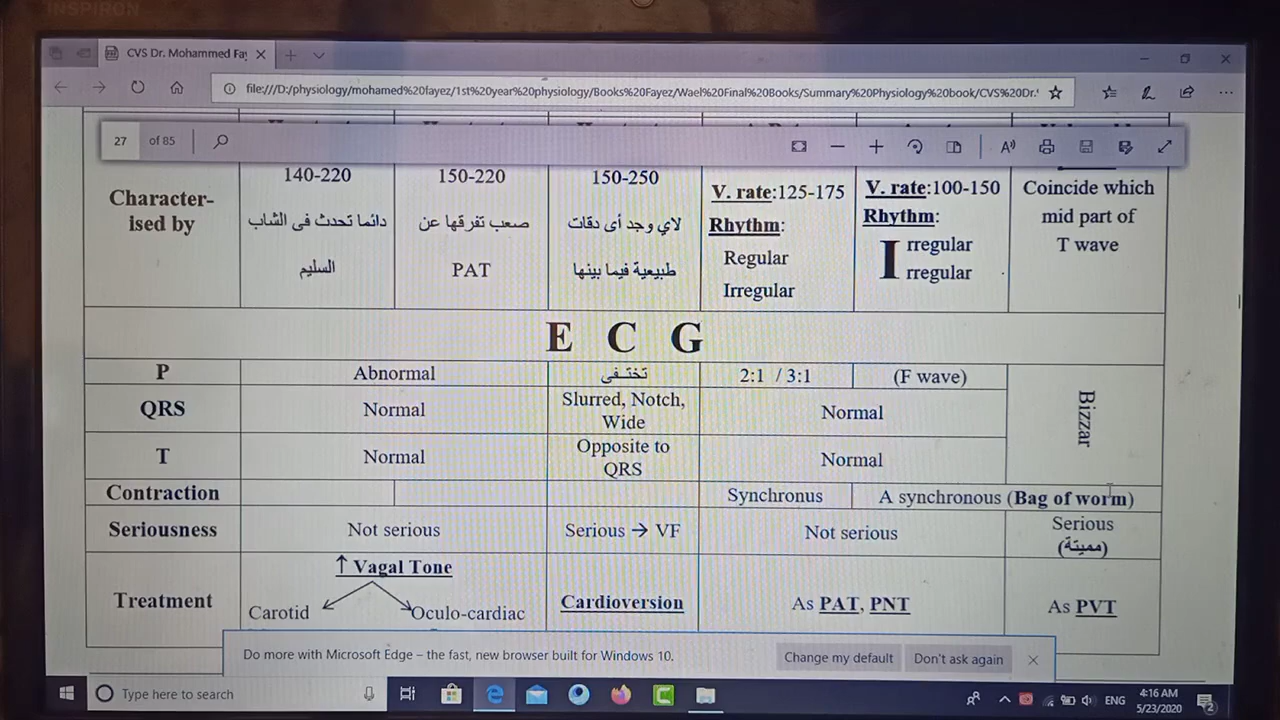 INSPIRON
CVS Dr. Mohammed Fay
file:///D:/physiology/mohamed%20fayez/1st%20year%20physiology/Books%20Fayez/Wael%20Final%20Books/Summary%20Physiology%20book/CVS%20Dr.
27 of 85
Character-
ised by
140-220
دائما تحدث فى الشاب
السليم
150-220
صعب تفرقها عن
PAT
150-250
لاي وجد أى دقات
طبيعية فيما بينها
V. rate:125-175
Rhythm:
Regular
Irregular
V. rate:100-150
Rhythm:
Irregular
rregular
Coincide which
mid part of
T wave
E C G
P
Abnormal
تختفى
2:1 / 3:1
(F wave)
Bizzar
QRS
Normal
Slurred, Notch,
Wide
Normal
T
Normal
Opposite to
QRS
Normal
Contraction
Synchronus
A synchronous (Bag of worm)
Seriousness
Not serious
Serious → VF
Not serious
Serious
(مميتة)
Treatment
↑ Vagal Tone
Carotid
Oculo-cardiac
Cardioversion
As PAT, PNT
As PVT
Do more with Microsoft Edge – the fast, new browser built for Windows 10.
Change my default
Don't ask again
Type here to search
ENG
4:16 AM
5/23/2020
2